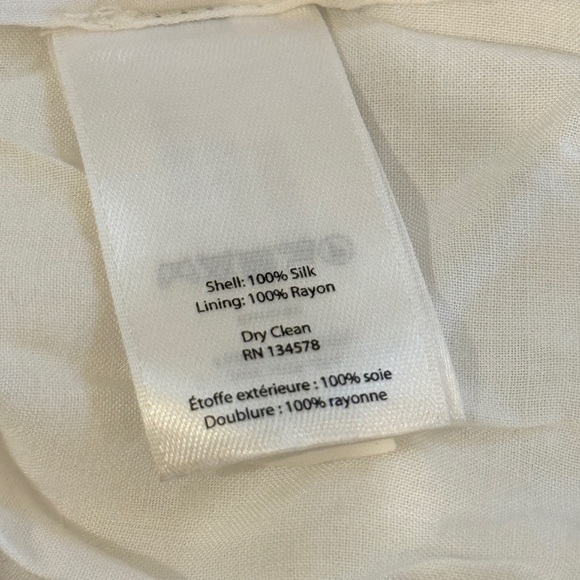 Shell: 100% Silk
Lining: 100% Rayon
Dry Clean
RN 134578
Étoffe extérieure : 100% soie
Doublure : 100% rayonne